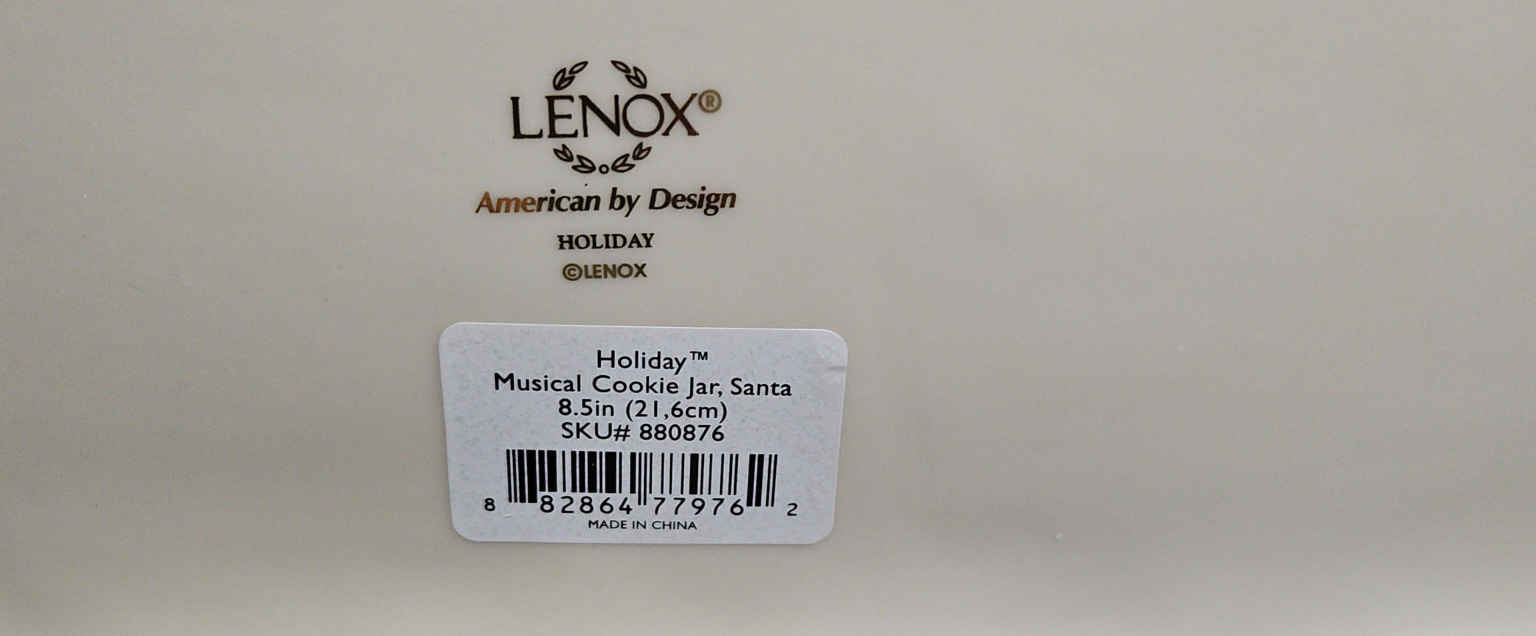 LENOX®
American by Design
HOLIDAY
©LENOX
Holiday™
Musical Cookie Jar, Santa
8.5in (21,6cm)
SKU# 880876
8 82864 77976 2
MADE IN CHINA